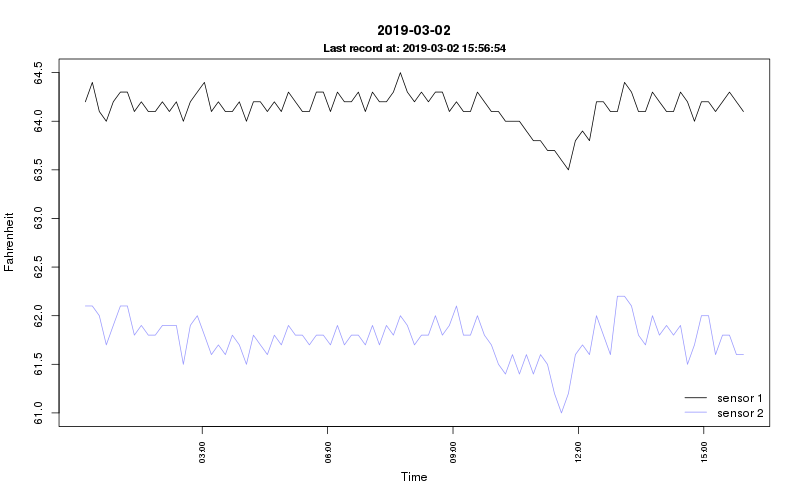 2019-03-02
Last record at: 2019-03-02 15:56:54
Fahrenheit
64.5
64.0
63.5
63.0
62.5
62.0
61.5
61.0
sensor 1
sensor 2
03:00 06:00 09:00 12:00 15:00
Time